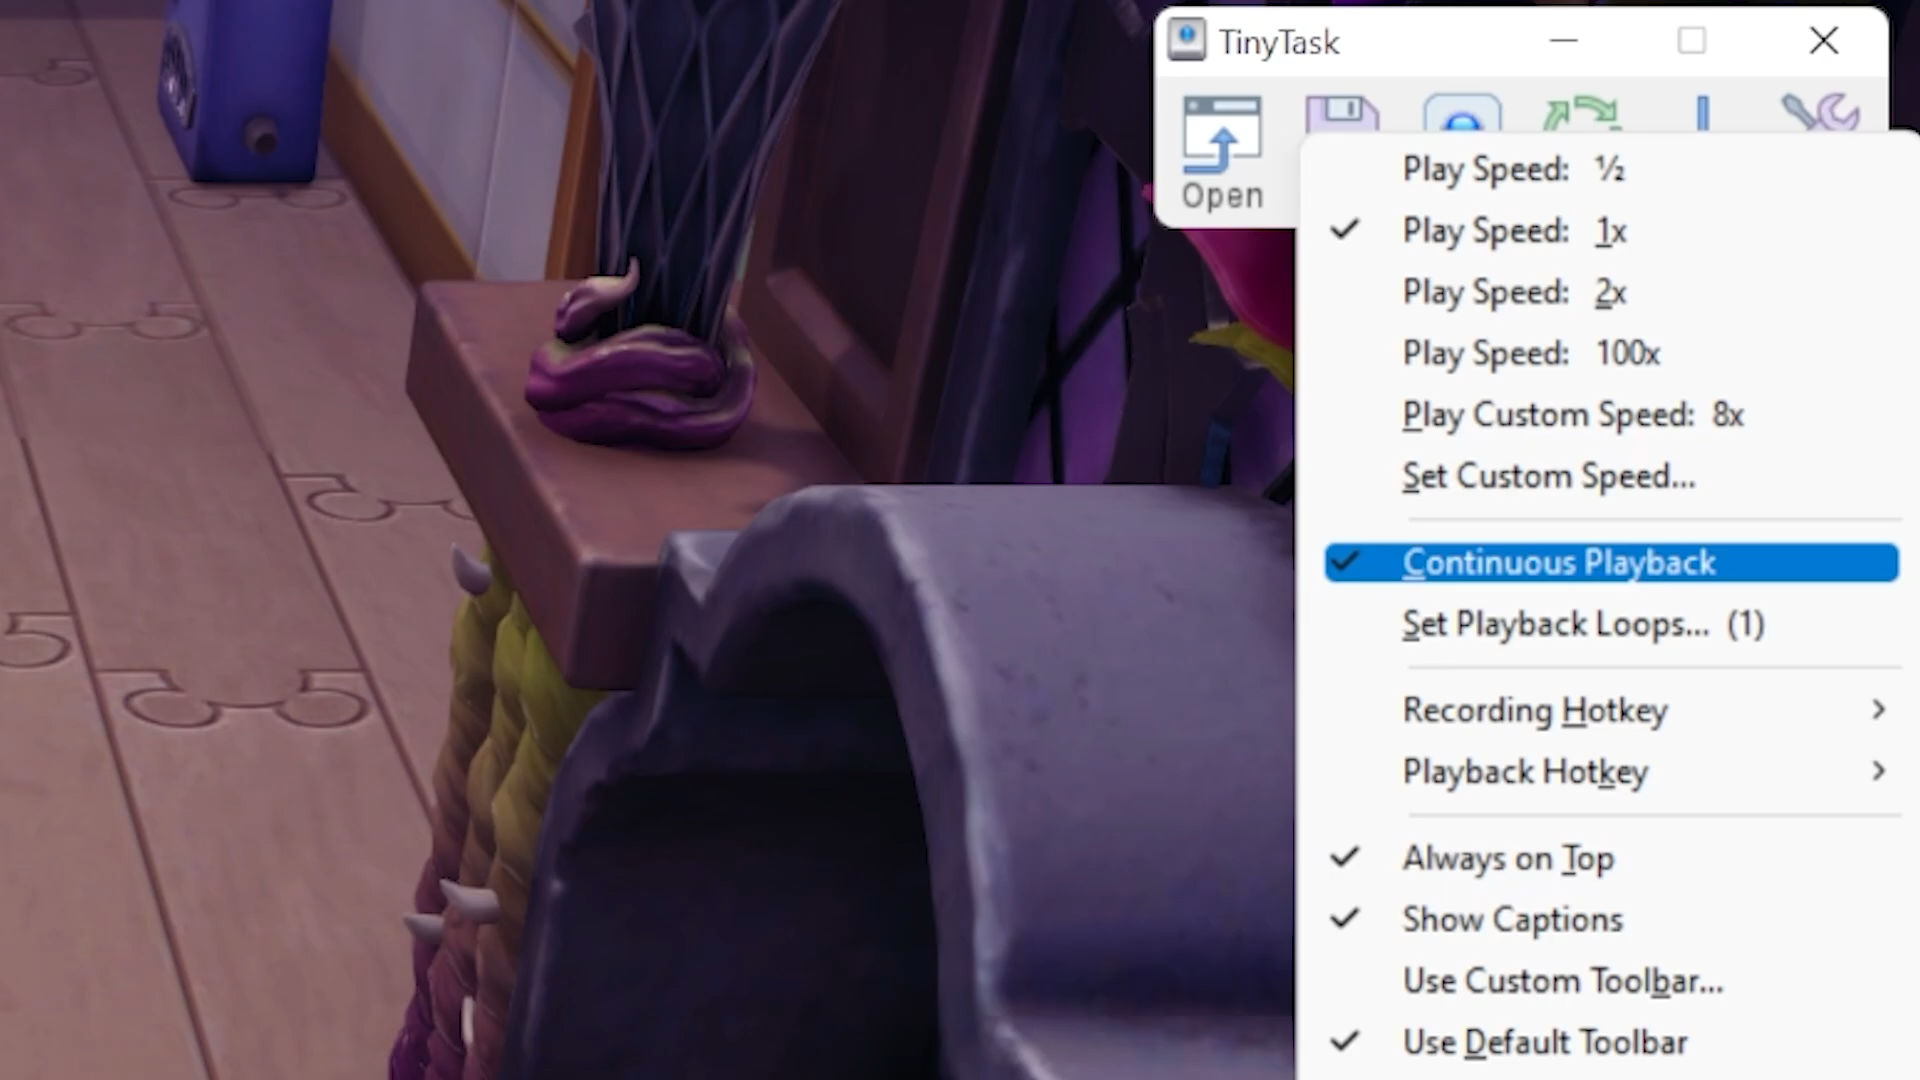 TinyTask
Open
Play Speed: ½
Play Speed: 1x
Play Speed: 2x
Play Speed: 100x
Play Custom Speed: 8x
Set Custom Speed...
Continuous Playback
Set Playback Loops... (1)
Recording Hotkey
Playback Hotkey
Always on Top
Show Captions
Use Custom Toolbar...
Use Default Toolbar